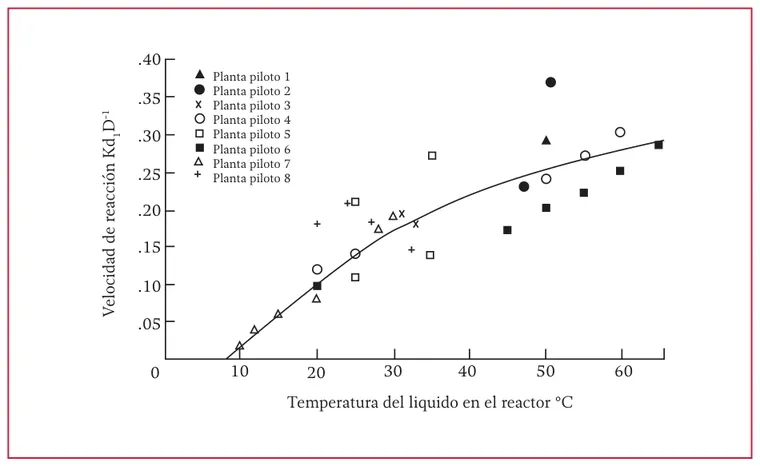 .40
.35
.30
.25
.20
.15
.10
.05
0
10
20
30
40
50
60
Planta piloto 1
Planta piloto 2
Planta piloto 3
Planta piloto 4
Planta piloto 5
Planta piloto 6
Planta piloto 7
Planta piloto 8
Velocidad de reacción Kd₁D⁻¹
Temperatura del liquido en el reactor °C